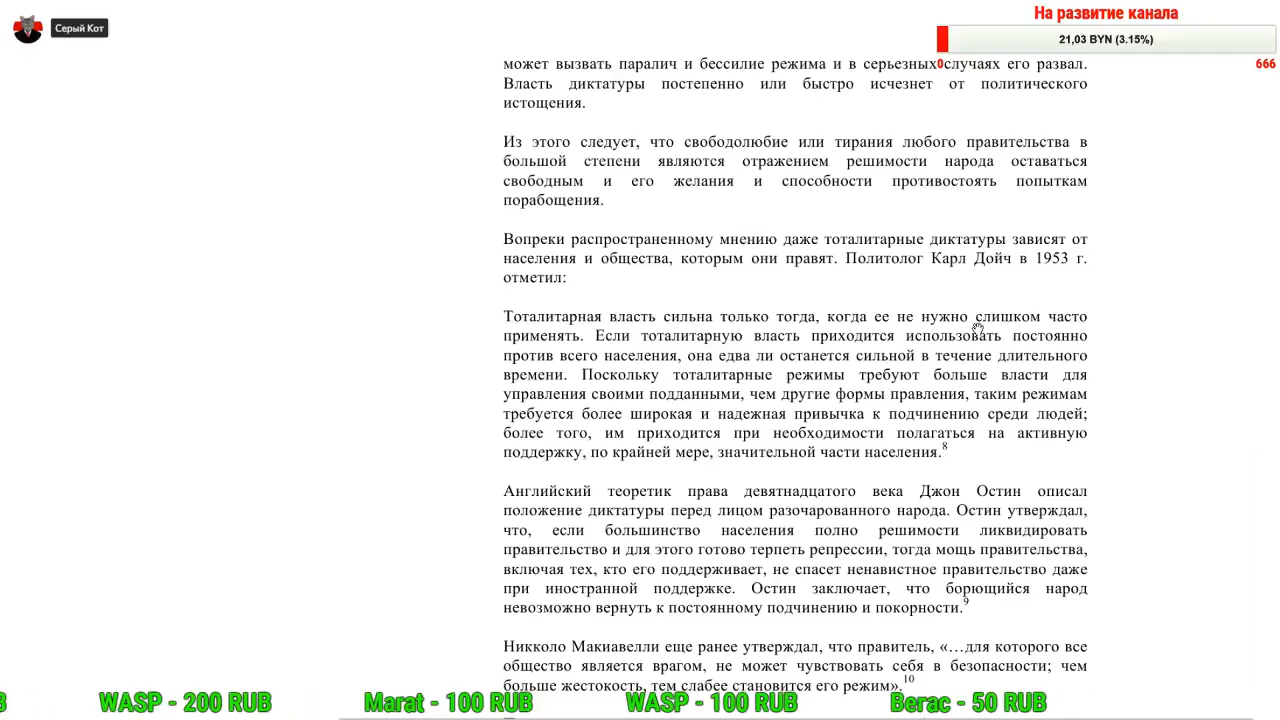 Серый Кот
На развитие канала
21,03 BYN (3.15%)
0
666
может вызвать паралич и бессилие режима и в серьезных случаях его развал.
Власть диктатуры постепенно или быстро исчезнет от политического
истощения.
Из этого следует, что свободолюбие или тирания любого правительства в
большой степени являются отражением решимости народа оставаться
свободным и его желания и способности противостоять попыткам
порабощения.
Вопреки распространенному мнению даже тоталитарные диктатуры зависят от
населения и общества, которым они правят. Политолог Карл Дойч в 1953 г.
отметил:
Тоталитарная власть сильна только тогда, когда ее не нужно слишком часто
применять. Если тоталитарную власть приходится использовать постоянно
против всего населения, она едва ли останется сильной в течение длительного
времени. Поскольку тоталитарные режимы требуют больше власти для
управления своими подданными, чем другие формы правления, таким режимам
требуется более широкая и надежная привычка к подчинению среди людей;
более того, им приходится при необходимости полагаться на активную
поддержку, по крайней мере, значительной части населения.8
Английский теоретик права девятнадцатого века Джон Остин описал
положение диктатуры перед лицом разочарованного народа. Остин утверждал,
что, если большинство населения полно решимости ликвидировать
правительство и для этого готово терпеть репрессии, тогда мощь правительства,
включая тех, кто его поддерживает, не спасет ненавистное правительство даже
при иностранной поддержке. Остин заключает, что борющийся народ
невозможно вернуть к постоянному подчинению и покорности.9
Никколо Макиавелли еще ранее утверждал, что правитель, «…для которого все
общество является врагом, не может чувствовать себя в безопасности; чем
больше жестокость, тем слабее становится его режим».10
B WASP - 200 RUB Marat - 100 RUB WASP - 100 RUB Berac - 50 RUB